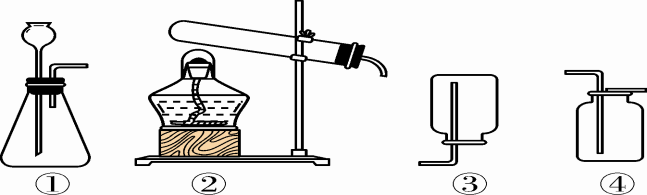 ① ② ③ ④